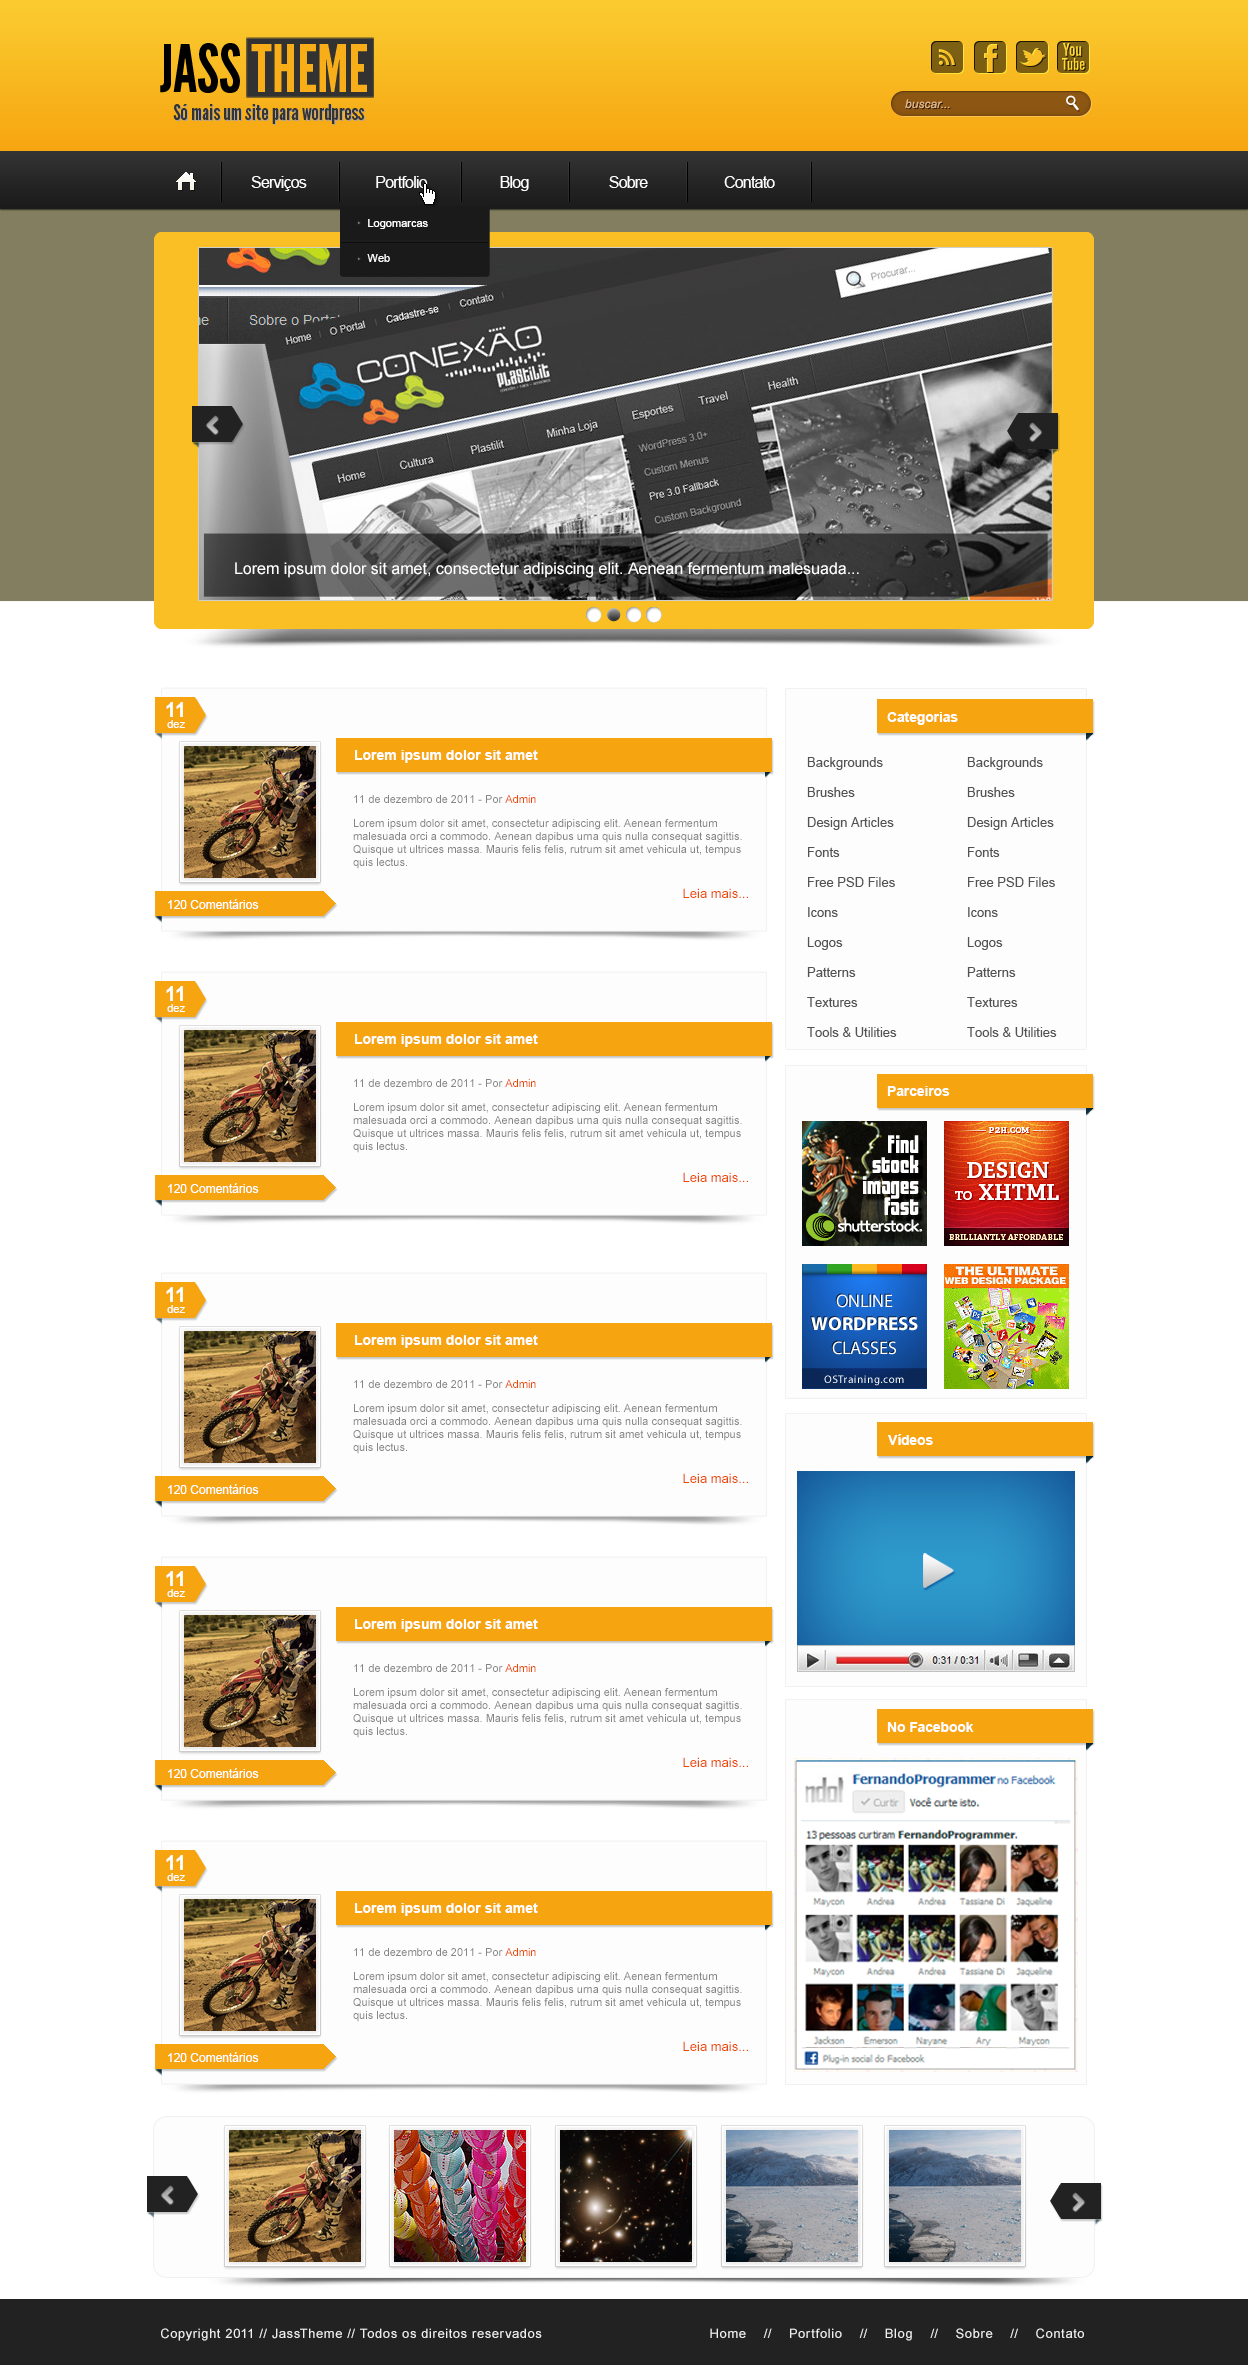 JASS THEME
Só mais um site para wordpress
You
Tube
buscar...
Serviços
Portfolio
Blog
Sobre
Contato
Logomarcas
Web
Procurar...
Sobre o Portal
Home
O Portal
Cadastre-se
Contato
CONEXÃO
PLASTiLiT
Home
Cultura
Plastilit
Minha Loja
Esportes
Travel
Health
WordPress 3.0+
Custom Menus
Pre 3.0 Fallback
Custom Background
Lorem ipsum dolor sit amet, consectetur adipiscing elit. Aenean fermentum malesuada...
11
dez
Lorem ipsum dolor sit amet
11 de dezembro de 2011 - Por Admin
Lorem ipsum dolor sit amet, consectetur adipiscing elit. Aenean fermentum
malesuada orci a commodo. Aenean dapibus urna quis nulla consequat sagittis.
Quisque ut ultrices massa. Mauris felis felis, rutrum sit amet vehicula ut, tempus
quis lectus.
Leia mais...
120 Comentários
11
dez
Lorem ipsum dolor sit amet
11 de dezembro de 2011 - Por Admin
Lorem ipsum dolor sit amet, consectetur adipiscing elit. Aenean fermentum
malesuada orci a commodo. Aenean dapibus urna quis nulla consequat sagittis.
Quisque ut ultrices massa. Mauris felis felis, rutrum sit amet vehicula ut, tempus
quis lectus.
Leia mais...
120 Comentários
11
dez
Lorem ipsum dolor sit amet
11 de dezembro de 2011 - Por Admin
Lorem ipsum dolor sit amet, consectetur adipiscing elit. Aenean fermentum
malesuada orci a commodo. Aenean dapibus urna quis nulla consequat sagittis.
Quisque ut ultrices massa. Mauris felis felis, rutrum sit amet vehicula ut, tempus
quis lectus.
Leia mais...
120 Comentários
11
dez
Lorem ipsum dolor sit amet
11 de dezembro de 2011 - Por Admin
Lorem ipsum dolor sit amet, consectetur adipiscing elit. Aenean fermentum
malesuada orci a commodo. Aenean dapibus urna quis nulla consequat sagittis.
Quisque ut ultrices massa. Mauris felis felis, rutrum sit amet vehicula ut, tempus
quis lectus.
Leia mais...
120 Comentários
11
dez
Lorem ipsum dolor sit amet
11 de dezembro de 2011 - Por Admin
Lorem ipsum dolor sit amet, consectetur adipiscing elit. Aenean fermentum
malesuada orci a commodo. Aenean dapibus urna quis nulla consequat sagittis.
Quisque ut ultrices massa. Mauris felis felis, rutrum sit amet vehicula ut, tempus
quis lectus.
Leia mais...
120 Comentários
Categorias
Backgrounds Backgrounds
Brushes Brushes
Design Articles Design Articles
Fonts Fonts
Free PSD Files Free PSD Files
Icons Icons
Logos Logos
Patterns Patterns
Textures Textures
Tools & Utilities Tools & Utilities
Parceiros
Find
stock
images
fast
shutterstock.
P2H.COM
DESIGN
TO XHTML
BRILLIANTLY AFFORDABLE
ONLINE
WORDPRESS
CLASSES
OSTraining.com
THE ULTIMATE
WEB DESIGN PACKAGE
Vídeos
0:31 / 0:31
No Facebook
FernandoProgrammer no Facebook
Curtir Você curte isto.
13 pessoas curtiram FernandoProgrammer.
Maycon Andrea Andrea Tassiane Di Jaqueline
Maycon Andrea Andrea Tassiane Di Jaqueline
Jackson Emerson Nayane Ary Maycon
Plug-in social do Facebook
Copyright 2011 // JassTheme // Todos os direitos reservados
Home // Portfolio // Blog // Sobre // Contato